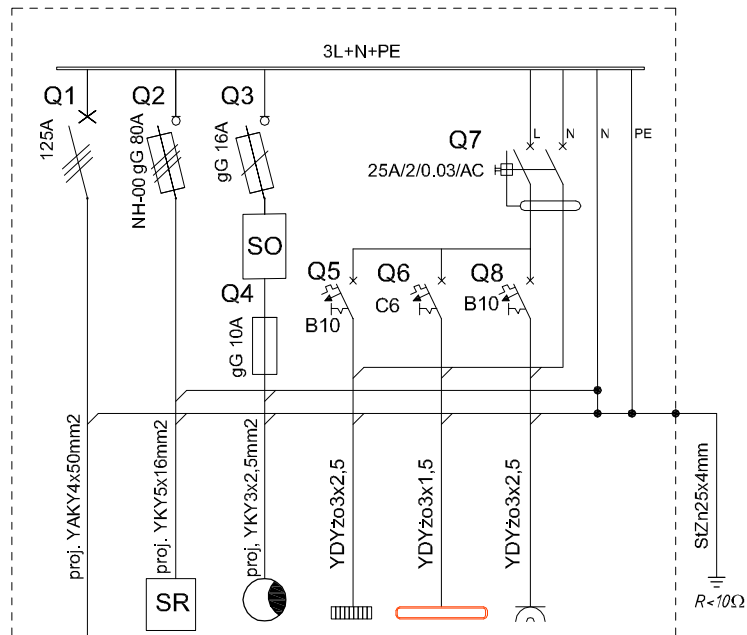 3L+N+PE
Q1
Q2
Q3
125A
NH-00 gG 80A
gG 16A
Q7
L
N
N
PE
25A/2/0.03/AC
SO
Q4
gG 10A
Q5
B10
Q6
C6
Q8
B10
proj. YAKY4x50mm2
proj. YKY5x16mm2
proj, YKY3x2,5mm2
YDYżo3x2,5
YDYżo3x1,5
YDYżo3x2,5
StZn25x4mm
SR
R<10Ω